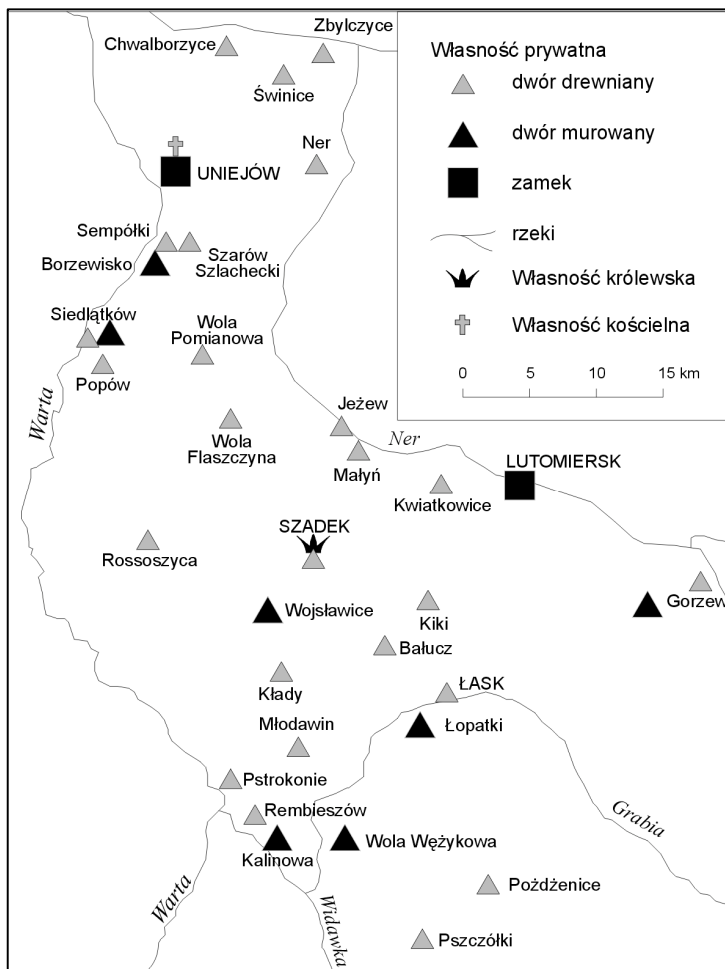 Zbylczyce
Chwalborzyce
Świnice
Ner
UNIEJÓW
Sempółki
Szarów
Szlachecki
Borzewisko
Siedlątków
Wola
Pomianowa
Popów
Warta
Jeżew
Ner
Wola
Flaszczyna
Małyń
LUTOMIERSK
Kwiatkowice
SZADEK
Rossoszyca
Wojsławice
Kiki
Gorzew
Bałucz
Kłady
ŁASK
Młodawin
Łopatki
Pstrokonie
Rembieszów
Grabia
Kalinowa
Wola Wężykowa
Warta
Widawka
Pożdżenice
Pszczółki
Własność prywatna
dwór drewniany
dwór murowany
zamek
rzeki
Własność królewska
Własność kościelna
0 5 10 15 km